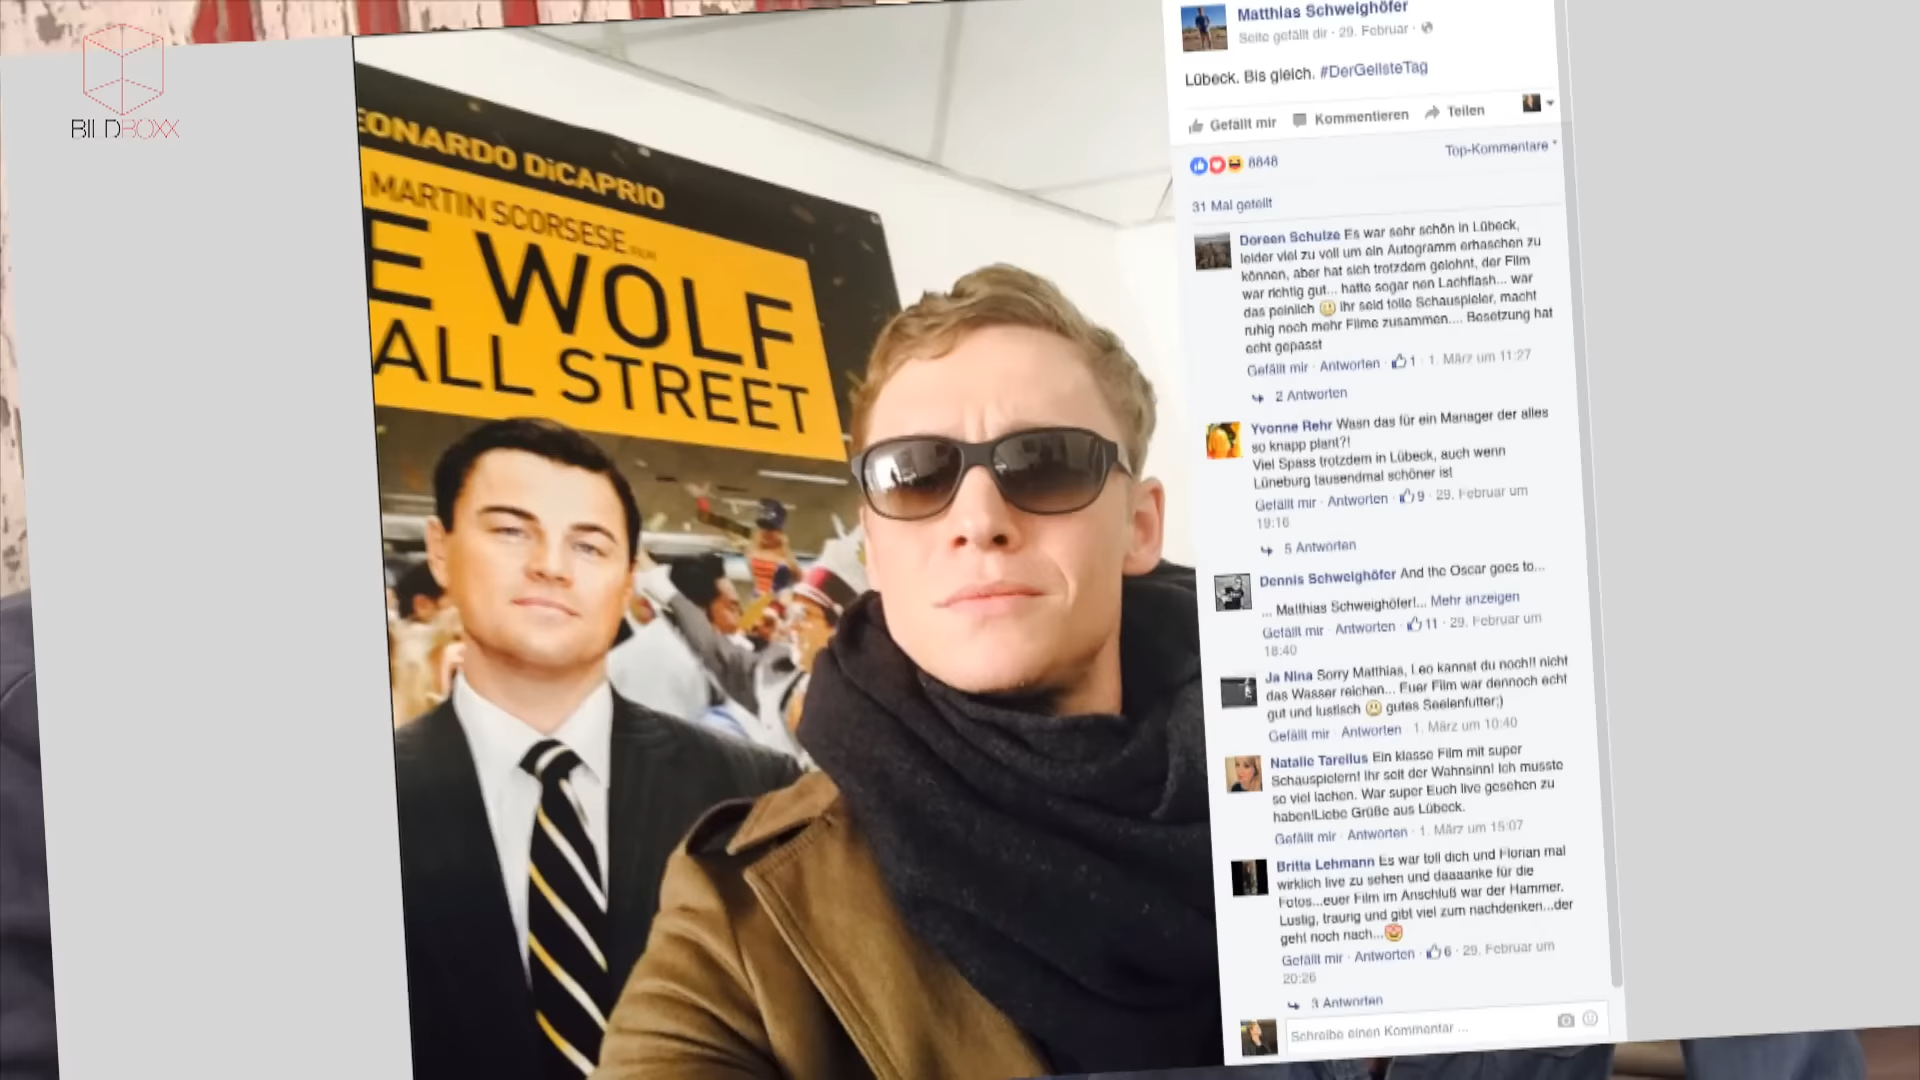 BILDBOXX
EONARDO DiCAPRIO
MARTIN SCORSESE FILM
E WOLF
ALL STREET
Matthias Schweighöfer
Seite gefällt dir · 29. Februar ·
Lübeck. Bis gleich. #DerGeilsteTag
Gefällt mir Kommentieren Teilen
8848
Top-Kommentare
31 Mal geteilt
Doreen Schulze Es war sehr schön in Lübeck,
leider viel zu voll um ein Autogramm erhaschen zu
können, aber hat sich trotzdem gelohnt, der Film
war richtig gut... hatte sogar nen Lachflash... war
das peinlich 😃 Ihr seid tolle Schauspieler, macht
ruhig noch mehr Filme zusammen.... Besetzung hat
echt gepasst
Gefällt mir · Antworten · 1 · 1. März um 11:27
2 Antworten
Yvonne Rehr Wasn das für ein Manager der alles
so knapp plant?!
Viel Spass trotzdem in Lübeck, auch wenn
Lüneburg tausendmal schöner ist
Gefällt mir · Antworten · 9 · 29. Februar um
19:16
5 Antworten
Dennis Schweighöfer And the Oscar goes to...
... Matthias Schweighöfer!... Mehr anzeigen
Gefällt mir · Antworten · 11 · 29. Februar um
18:40
Ja Nina Sorry Matthias, Leo kannst du noch!! nicht
das Wasser reichen... Euer Film war dennoch echt
gut und lustisch 😃 gutes Seelenfutter;)
Gefällt mir · Antworten · 1. März um 10:40
Natalie Tarellus Ein klasse Film mit super
Schauspielern! Ihr seit der Wahnsinn! Ich musste
so viel lachen. War super Euch live gesehen zu
haben!Liebe Grüße aus Lübeck.
Gefällt mir · Antworten · 1. März um 15:07
Britta Lehmann Es war toll dich und Florian mal
wirklich live zu sehen und daaaanke für die
Fotos...euer Film im Anschluß war der Hammer.
Lustig, traurig und gibt viel zum nachdenken...der
geht noch nach...
Gefällt mir · Antworten · 6 · 29. Februar um
20:26
3 Antworten
Schreibe einen Kommentar ...